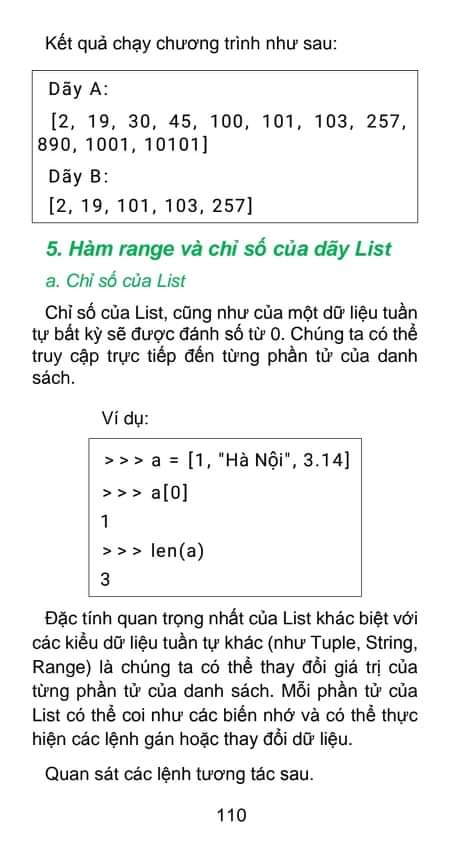 Kết quả chạy chương trình như sau:
Dãy A:
[2, 19, 30, 45, 100, 101, 103, 257,
890, 1001, 10101]
Dãy B:
[2, 19, 101, 103, 257]
5. Hàm range và chỉ số của dãy List
a. Chỉ số của List
Chỉ số của List, cũng như của một dữ liệu tuần
tự bất kỳ sẽ được đánh số từ 0. Chúng ta có thể
truy cập trực tiếp đến từng phần tử của danh
sách.
Ví dụ:
>>> a = [1, "Hà Nội", 3.14]
>>> a[0]
1
>>> len(a)
3
Đặc tính quan trọng nhất của List khác biệt với
các kiểu dữ liệu tuần tự khác (như Tuple, String,
Range) là chúng ta có thể thay đổi giá trị của
từng phần tử của danh sách. Mỗi phần tử của
List có thể coi như các biến nhớ và có thể thực
hiện các lệnh gán hoặc thay đổi dữ liệu.
Quan sát các lệnh tương tác sau.
110